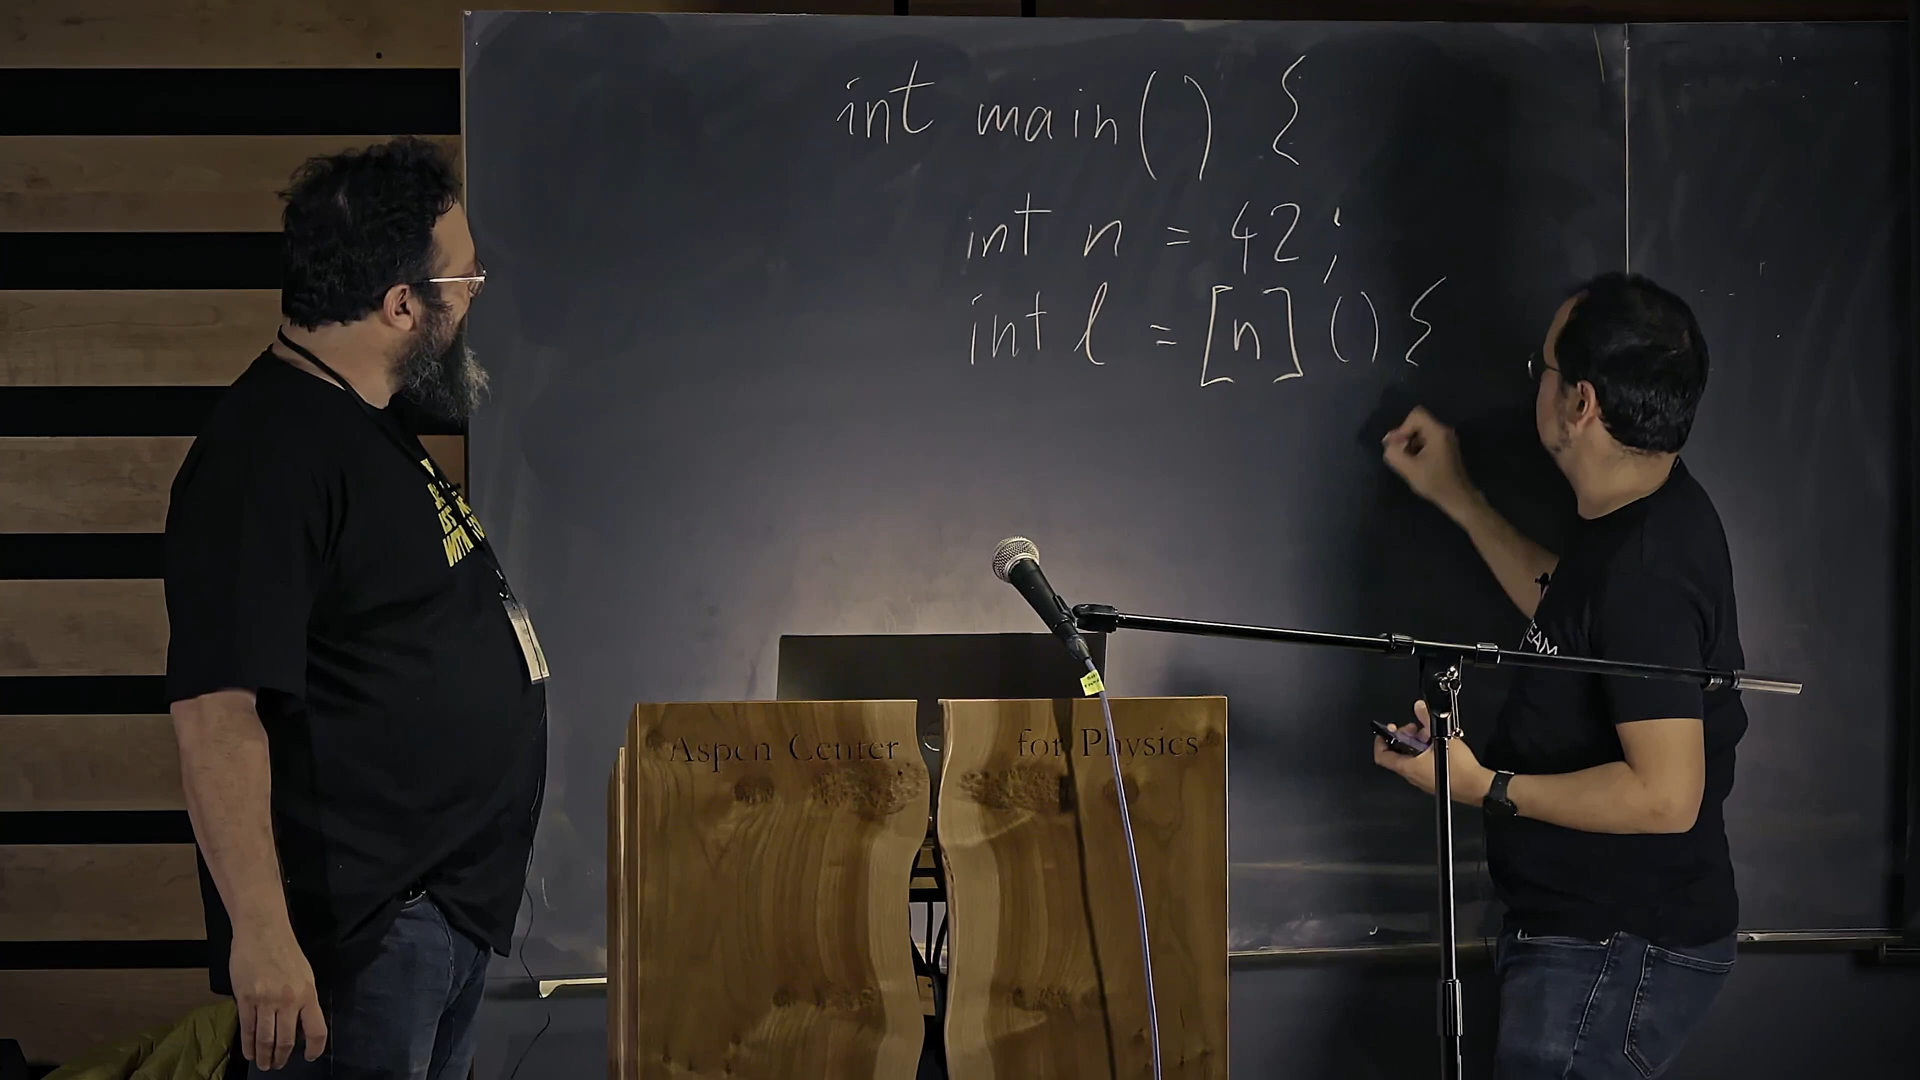 int main() {
int n = 42;
int l = [n] () {
Aspen Center for Physics